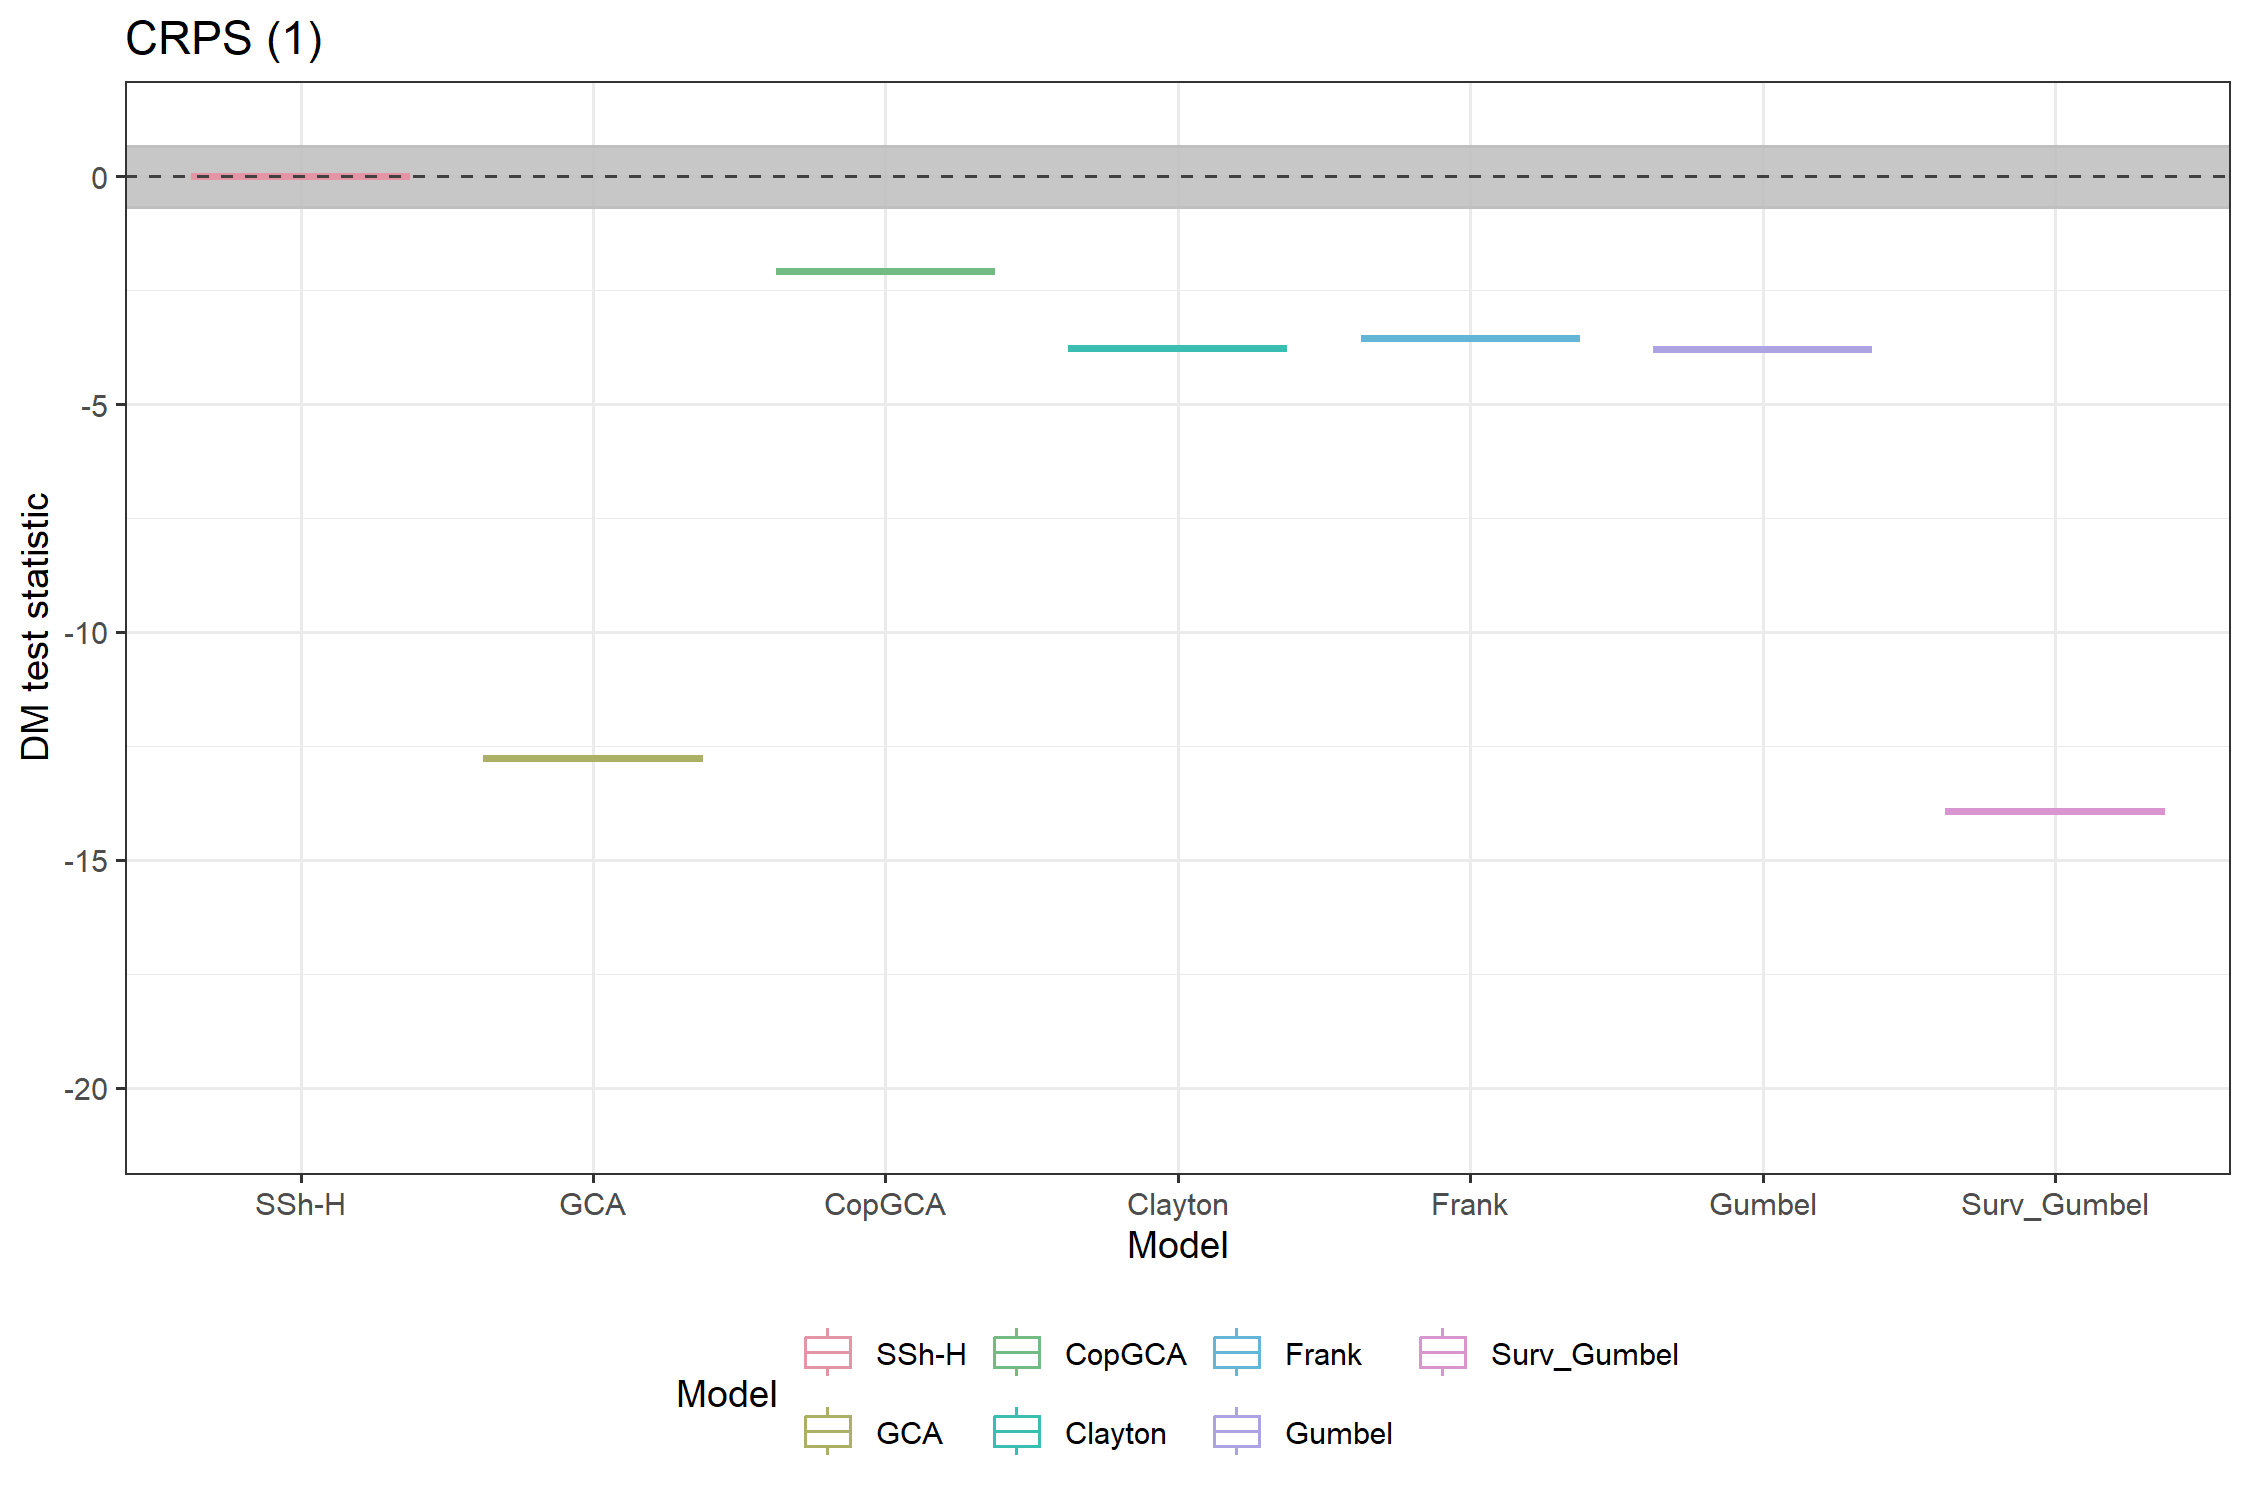 CRPS (1)
0
-5
-10
-15
-20
DM test statistic
SSh-H GCA CopGCA Clayton Frank Gumbel Surv_Gumbel
Model
Model
SSh-H CopGCA Frank Surv_Gumbel
GCA Clayton Gumbel